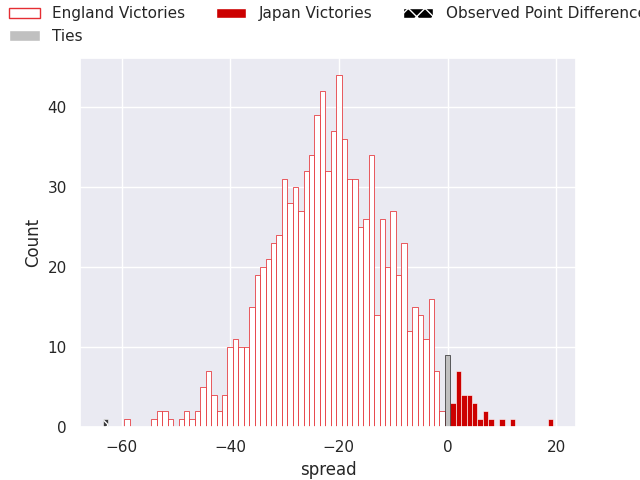 England Victories
Japan Victories
Observed Point Difference
Ties
40
30
20
10
0
Count
−60
−40
−20
0
20
spread